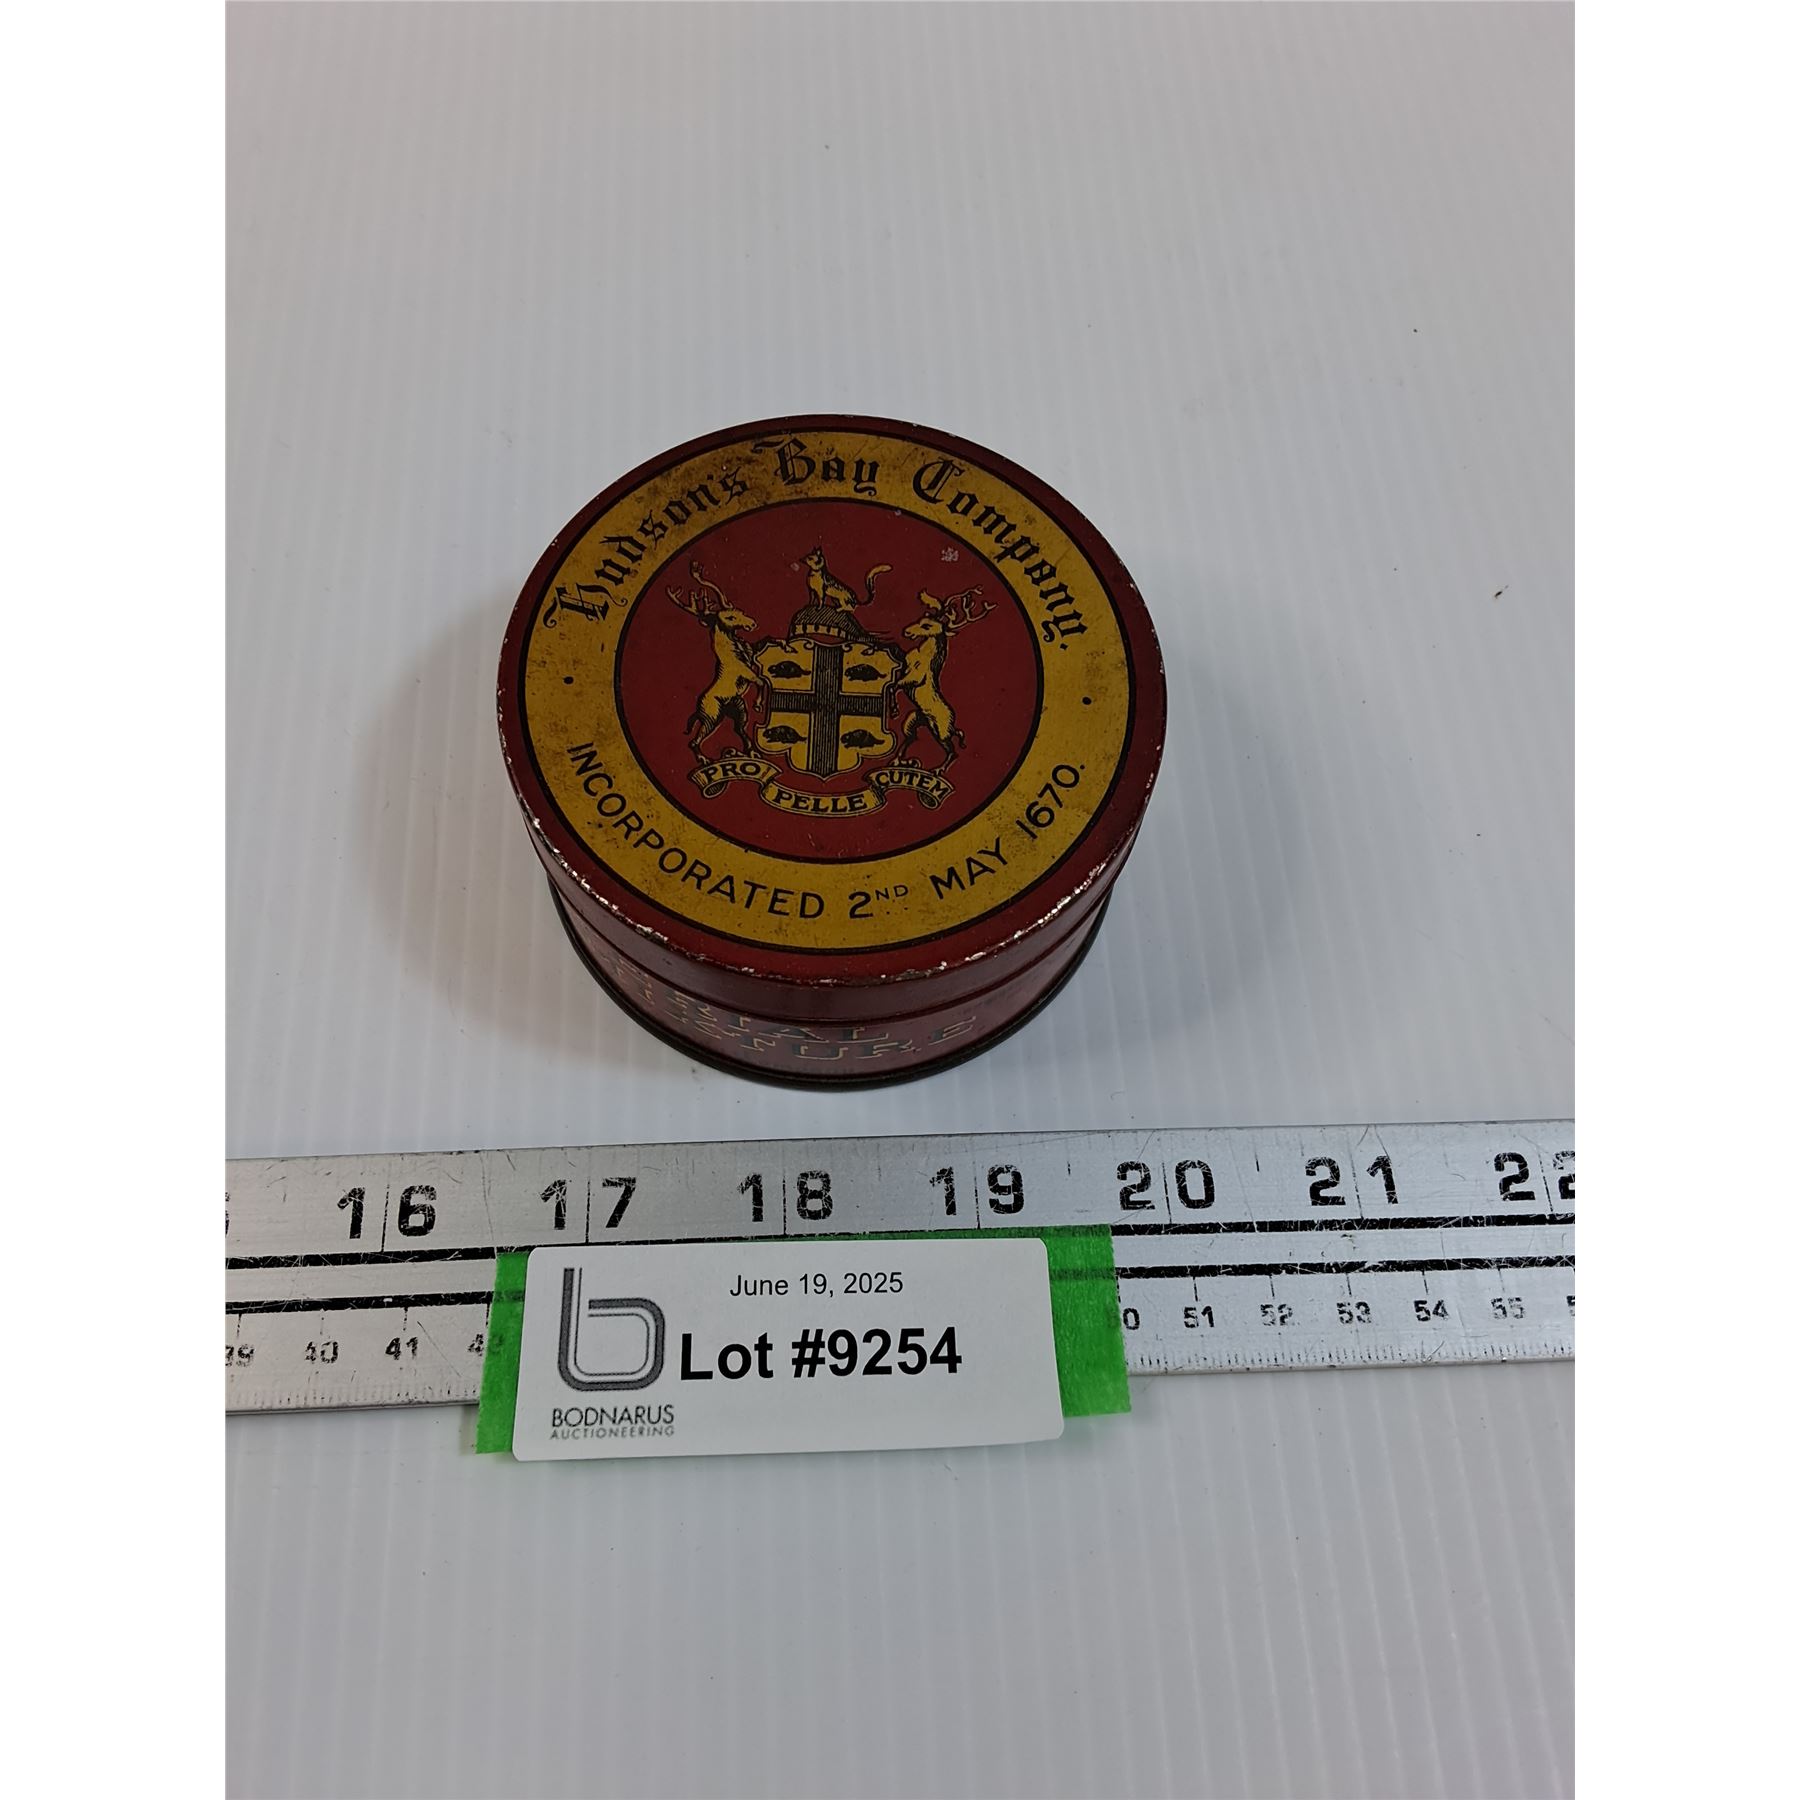 Hudson's Bay Company.
PRO PELLE CUTEM
INCORPORATED 2ND MAY 1670.
16 17 18 19 20 21
40 41 51 52 53 54 55
June 19, 2025
b Lot #9254
BODNARUS
AUCTIONEERING